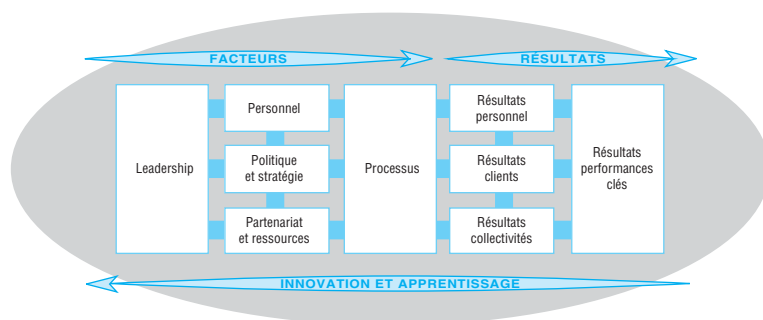 FACTEURS
RÉSULTATS
Leadership
Personnel
Politique
et stratégie
Partenariat
et ressources
Processus
Résultats
personnel
Résultats
clients
Résultats
collectivités
Résultats
performances
clés
INNOVATION ET APPRENTISSAGE